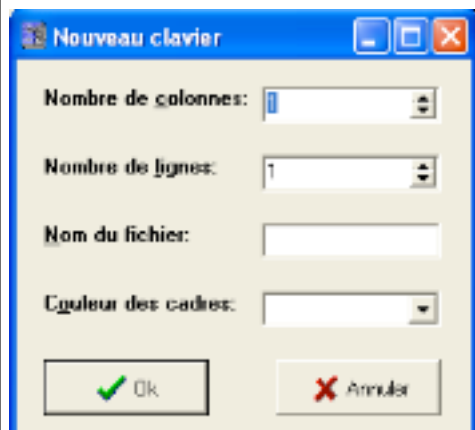 Nouveau clavier
Nombre de colonnes: 1
Nombre de lignes: 1
Nom du fichier:
Couleur des cadres:
Ok Annuler